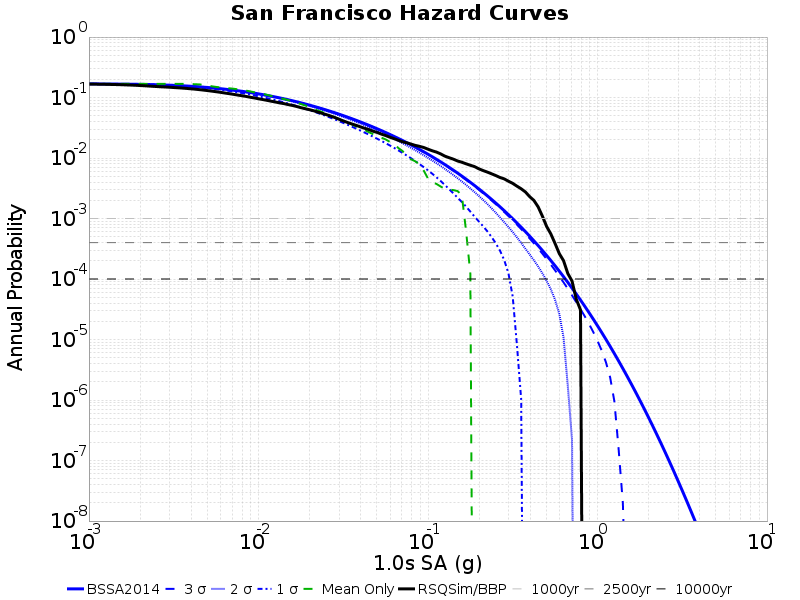 San Francisco Hazard Curves
10^0
10^-1
10^-2
10^-3
10^-4
10^-5
10^-6
10^-7
10^-8
Annual Probability
10^-3 10^-2 10^-1 10^0 10^1
1.0s SA (g)
BSSA2014 3 σ 2 σ 1 σ Mean Only RSQSim/BBP 1000yr 2500yr 10000yr